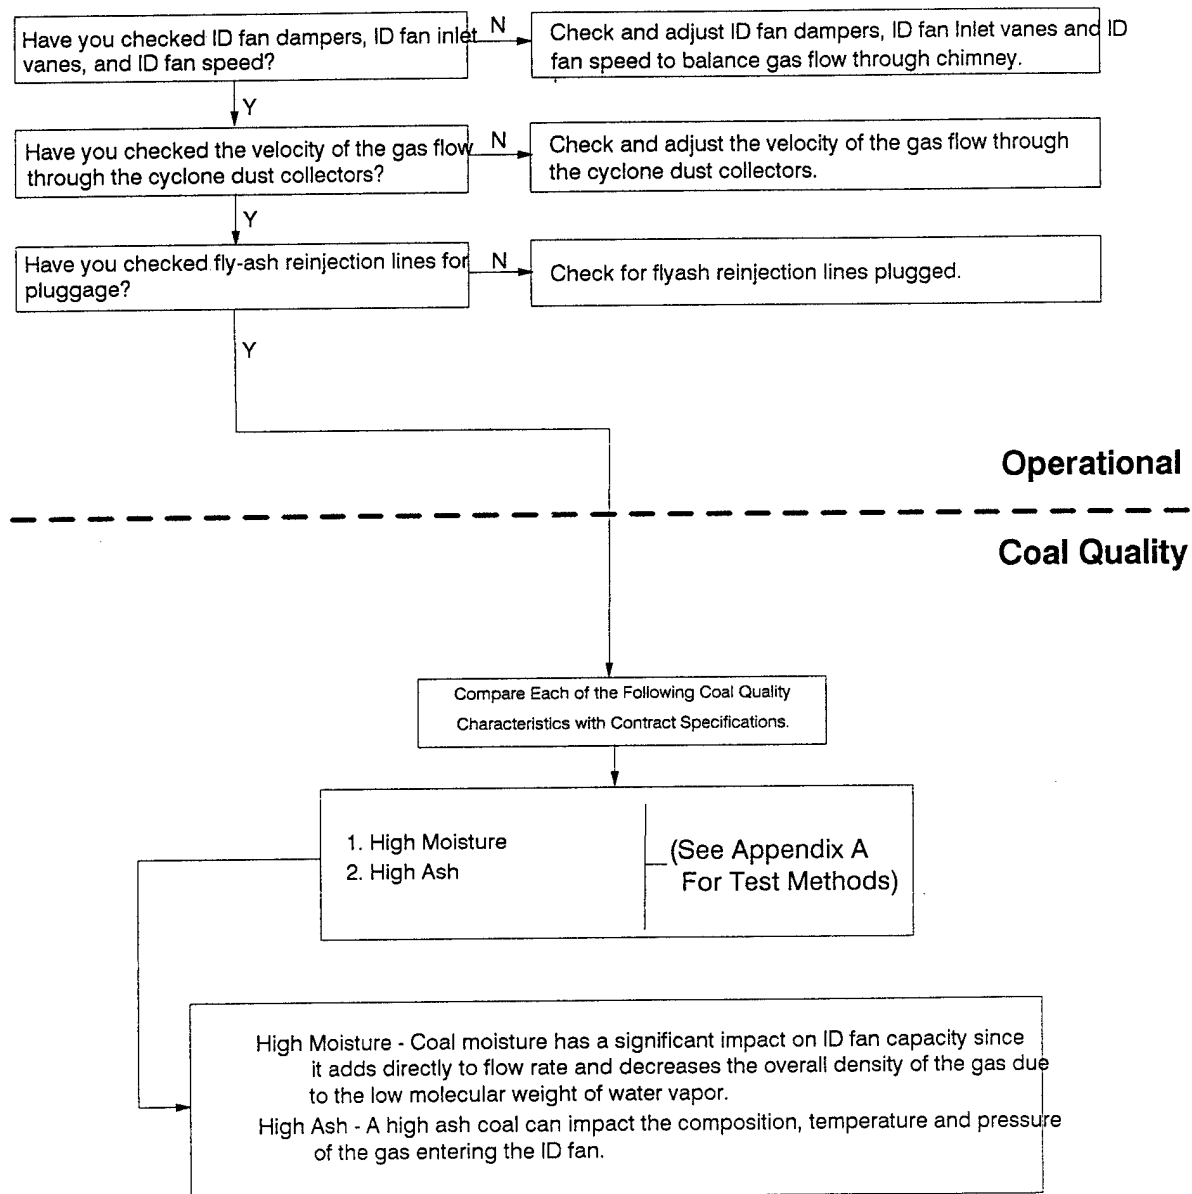 Have you checked ID fan dampers, ID fan inlet
vanes, and ID fan speed?
N
Check and adjust ID fan dampers, ID fan Inlet vanes and ID
fan speed to balance gas flow through chimney.
Y
Have you checked the velocity of the gas flow
through the cyclone dust collectors?
N
Check and adjust the velocity of the gas flow through
the cyclone dust collectors.
Y
Have you checked fly-ash reinjection lines for
pluggage?
N
Check for flyash reinjection lines plugged.
Y
Operational
Coal Quality
Compare Each of the Following Coal Quality
Characteristics with Contract Specifications.
1. High Moisture
2. High Ash
(See Appendix A
For Test Methods)
High Moisture - Coal moisture has a significant impact on ID fan capacity since
it adds directly to flow rate and decreases the overall density of the gas due
to the low molecular weight of water vapor.
High Ash - A high ash coal can impact the composition, temperature and pressure
of the gas entering the ID fan.